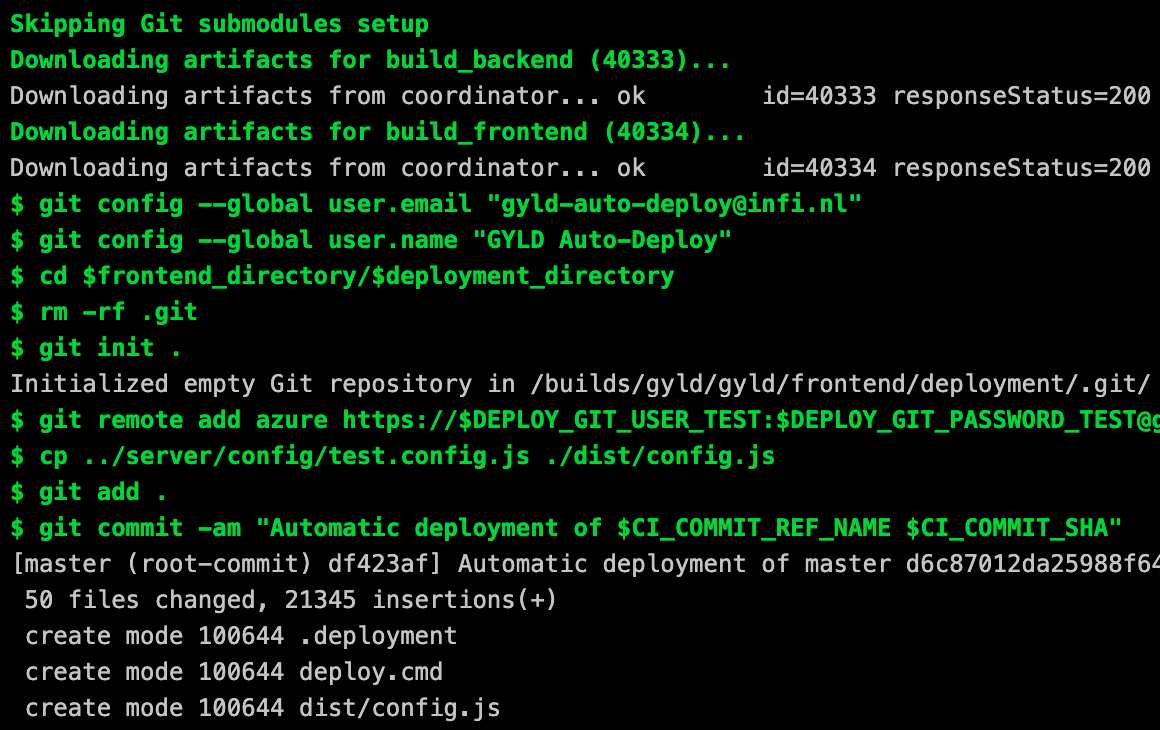 Skipping Git submodules setup
Downloading artifacts for build_backend (40333)...
Downloading artifacts from coordinator... ok        id=40333 responseStatus=200
Downloading artifacts for build_frontend (40334)...
Downloading artifacts from coordinator... ok        id=40334 responseStatus=200
$ git config --global user.email "gyld-auto-deploy@infi.nl"
$ git config --global user.name "GYLD Auto-Deploy"
$ cd $frontend_directory/$deployment_directory
$ rm -rf .git
$ git init .
Initialized empty Git repository in /builds/gyld/gyld/frontend/deployment/.git/
$ git remote add azure https://$DEPLOY_GIT_USER_TEST:$DEPLOY_GIT_PASSWORD_TEST@g
$ cp ../server/config/test.config.js ./dist/config.js
$ git add .
$ git commit -am "Automatic deployment of $CI_COMMIT_REF_NAME $CI_COMMIT_SHA"
[master (root-commit) df423af] Automatic deployment of master d6c87012da25988f64
 50 files changed, 21345 insertions(+)
 create mode 100644 .deployment
 create mode 100644 deploy.cmd
 create mode 100644 dist/config.js